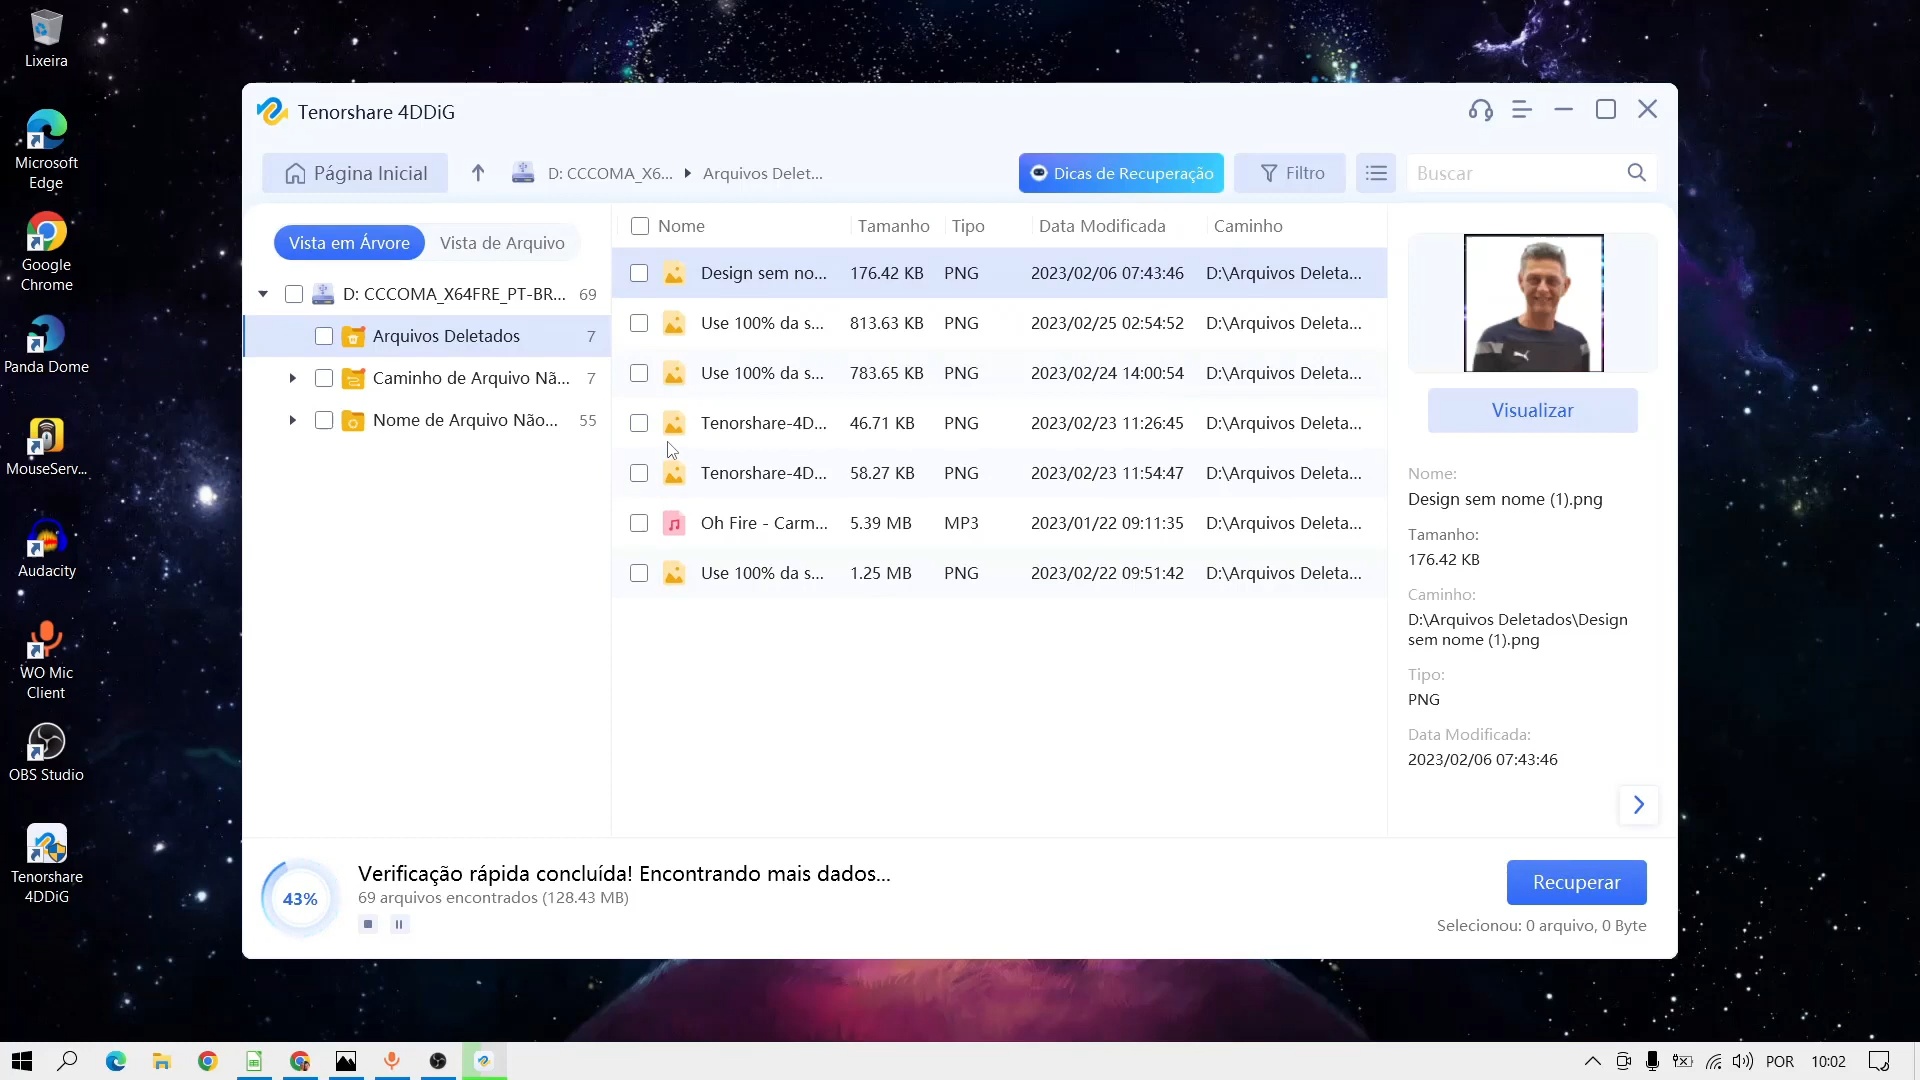 Lixeira
Microsoft
Edge
Google
Chrome
Panda Dome
MouseServ...
Audacity
WO Mic
Client
OBS Studio
Tenorshare
4DDiG
Tenorshare 4DDiG
Página Inicial
D: CCCOMA_X6...
Arquivos Delet...
Dicas de Recuperação
Filtro
Buscar
Vista em Árvore
Vista de Arquivo
D: CCCOMA_X64FRE_PT-BR... 69
Arquivos Deletados 7
Caminho de Arquivo Nã... 7
Nome de Arquivo Não... 55
Nome Tamanho Tipo Data Modificada Caminho
Design sem no... 176.42 KB PNG 2023/02/06 07:43:46 D:\Arquivos Deleta...
Use 100% da s... 813.63 KB PNG 2023/02/25 02:54:52 D:\Arquivos Deleta...
Use 100% da s... 783.65 KB PNG 2023/02/24 14:00:54 D:\Arquivos Deleta...
Tenorshare-4D... 46.71 KB PNG 2023/02/23 11:26:45 D:\Arquivos Deleta...
Tenorshare-4D... 58.27 KB PNG 2023/02/23 11:54:47 D:\Arquivos Deleta...
Oh Fire - Carm... 5.39 MB MP3 2023/01/22 09:11:35 D:\Arquivos Deleta...
Use 100% da s... 1.25 MB PNG 2023/02/22 09:51:42 D:\Arquivos Deleta...
Visualizar
Nome:
Design sem nome (1).png
Tamanho:
176.42 KB
Caminho:
D:\Arquivos Deletados\Design
sem nome (1).png
Tipo:
PNG
Data Modificada:
2023/02/06 07:43:46
43%
Verificação rápida concluída! Encontrando mais dados...
69 arquivos encontrados (128.43 MB)
Recuperar
Selecionou: 0 arquivo, 0 Byte
POR 10:02